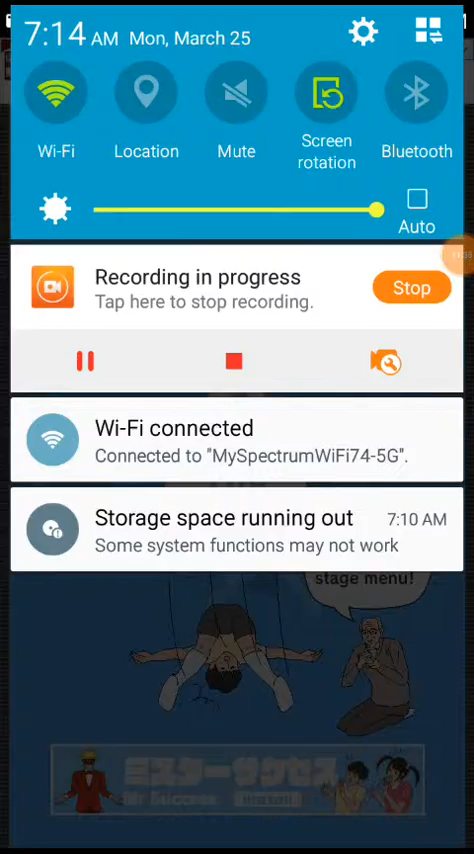 7:14 AM Mon, March 25
Wi-Fi
Location
Mute
Screen
rotation
Bluetooth
Auto
Recording in progress
Tap here to stop recording.
Stop
Wi-Fi connected
Connected to "MySpectrumWiFi74-5G".
Storage space running out 7:10 AM
Some system functions may not work
stage menu!
ミスターサクセス
Mr Success